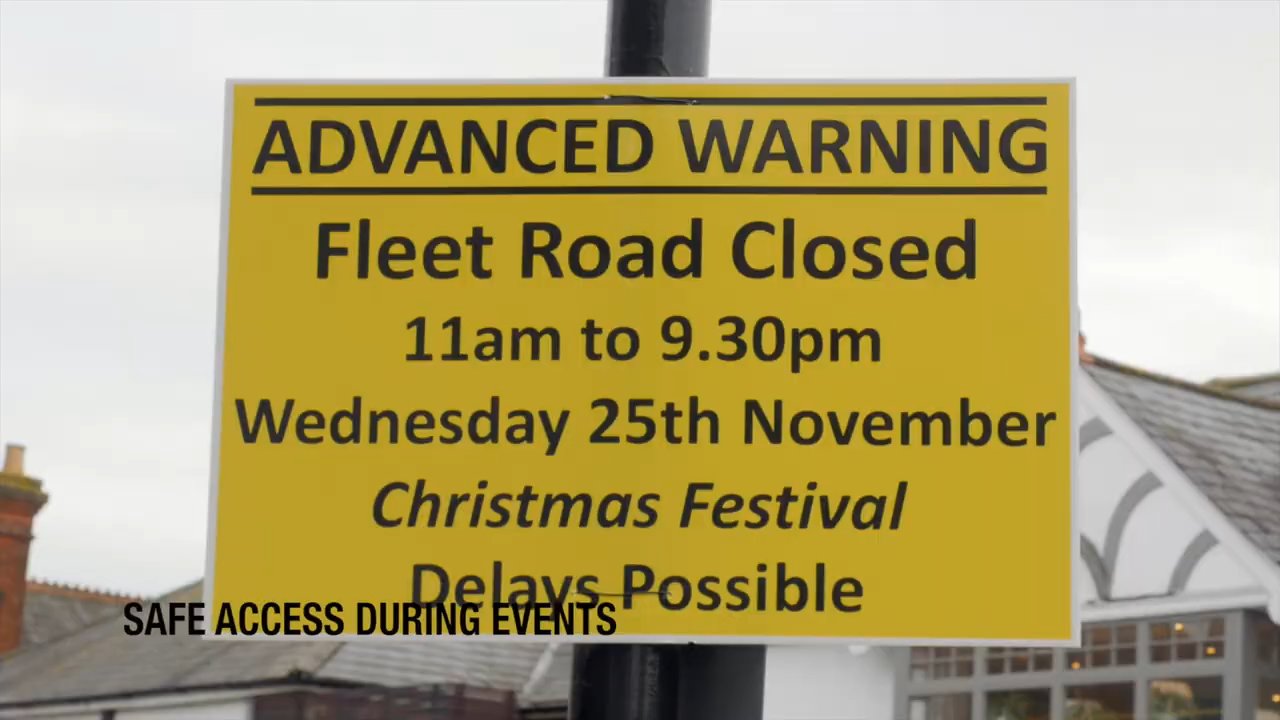 ADVANCED WARNING
Fleet Road Closed
11am to 9.30pm
Wednesday 25th November
Christmas Festival
Delays Possible
SAFE ACCESS DURING EVENTS